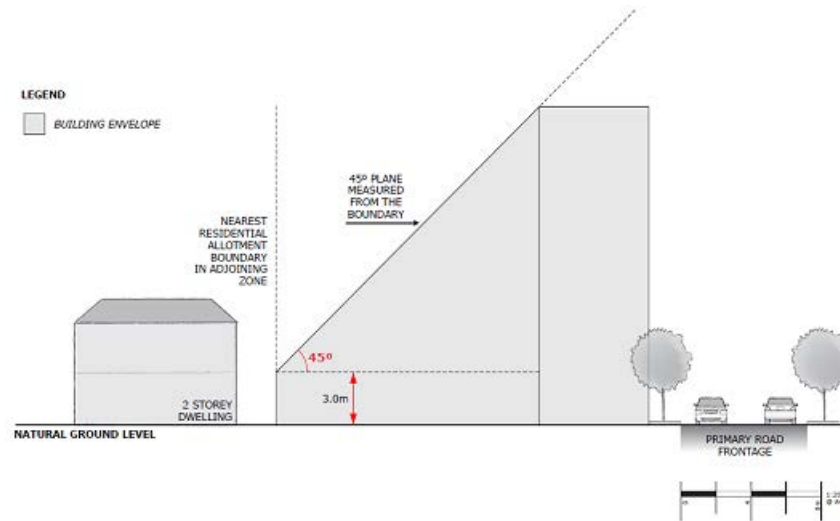 LEGEND
BUILDING ENVELOPE
45º PLANE
MEASURED
FROM THE
BOUNDARY
NEAREST
RESIDENTIAL
ALLOTMENT
BOUNDARY
IN ADJOINING
ZONE
45º
3.0m
2 STOREY
DWELLING
NATURAL GROUND LEVEL
PRIMARY ROAD
FRONTAGE